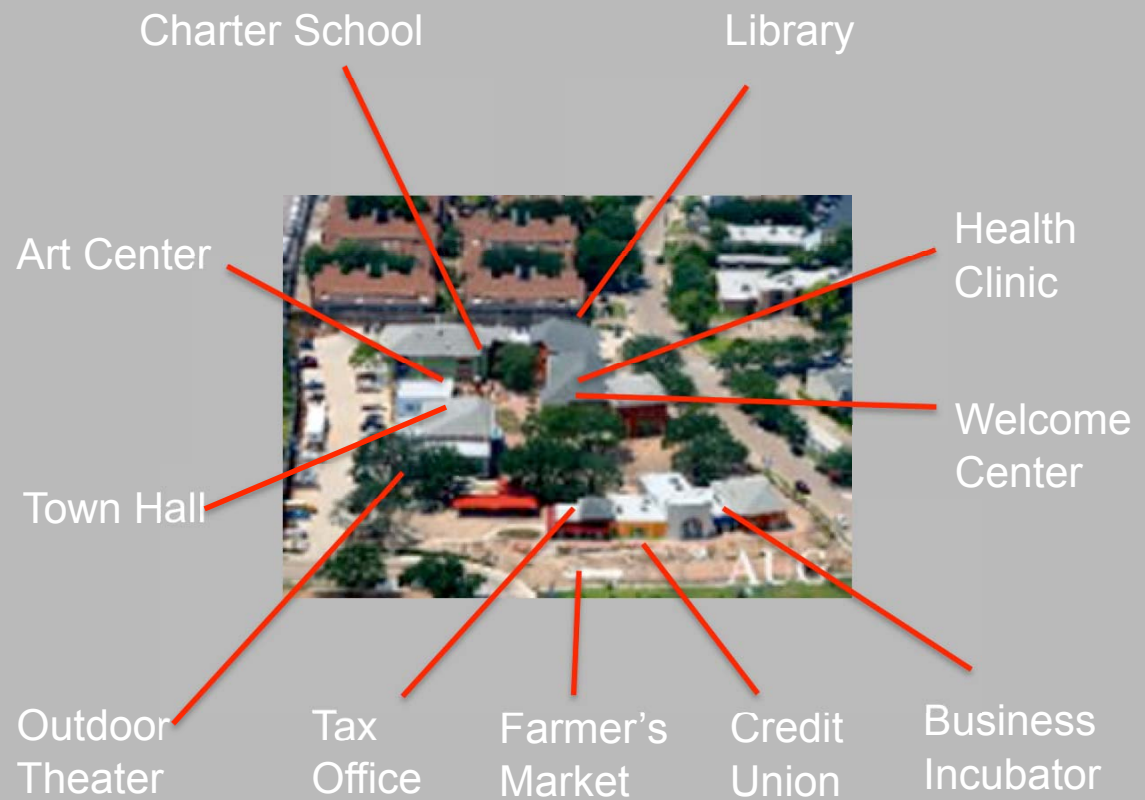 Charter School
Library
Art Center
Health
Clinic
Welcome
Center
Town Hall
AUG
Outdoor
Theater
Tax
Office
Farmer’s
Market
Credit
Union
Business
Incubator